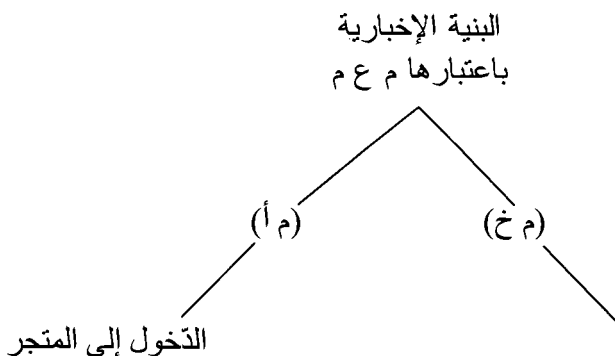 البنية الإخبارية
باعتبارها م ع م
(م خ)
(م أ)
الدّخول إلى المتجر